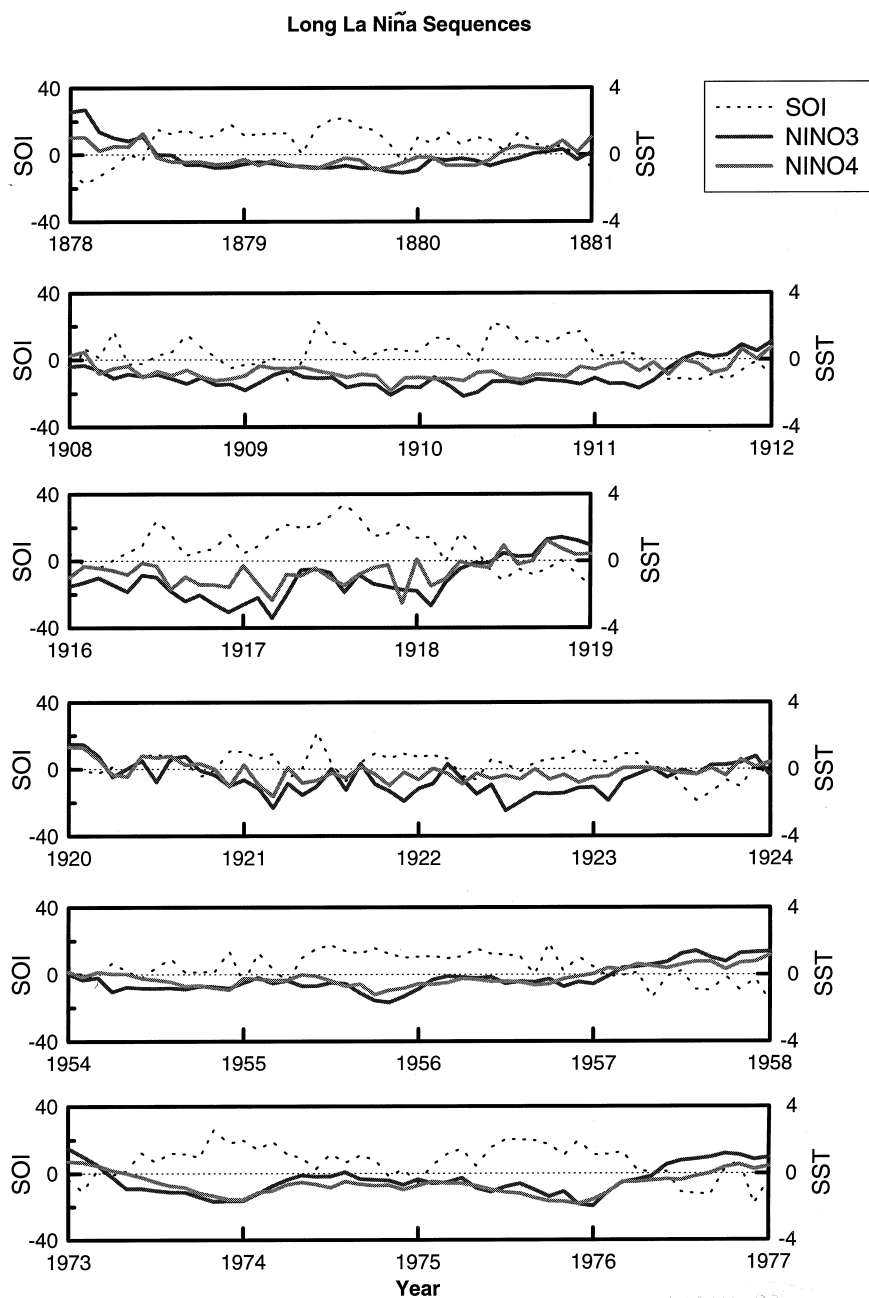 Long La Niña Sequences
SOI
NINO3
NINO4
40
0
-40
SOI
4
0
-4
SST
1878 1879 1880 1881
40
0
-40
SOI
4
0
-4
SST
1908 1909 1910 1911 1912
40
0
-40
SOI
4
0
-4
SST
1916 1917 1918 1919
40
0
-40
SOI
4
0
-4
SST
1920 1921 1922 1923 1924
40
0
-40
SOI
4
0
-4
SST
1954 1955 1956 1957 1958
40
0
-40
SOI
4
0
-4
SST
1973 1974 1975 1976 1977
Year